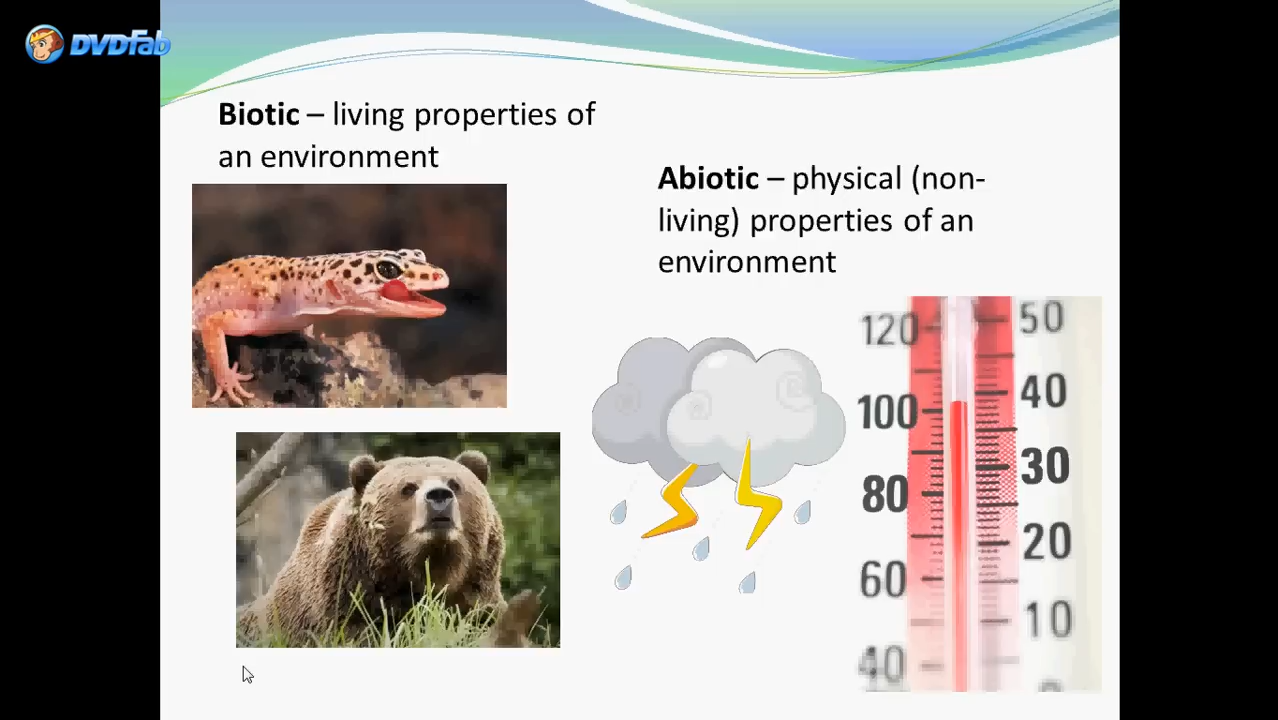 DVDFab
Biotic – living properties of
an environment
Abiotic – physical (non-
living) properties of an
environment
120
50
100
40
80
30
20
60
10
40